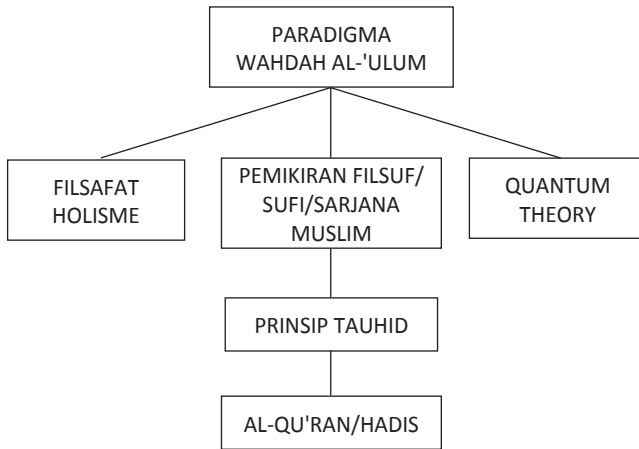 PARADIGMA
WAHDAH AL-'ULUM
FILSAFAT
HOLISME
PEMIKIRAN FILSUF/
SUFI/SARJANA
MUSLIM
QUANTUM
THEORY
PRINSIP TAUHID
AL-QU'RAN/HADIS